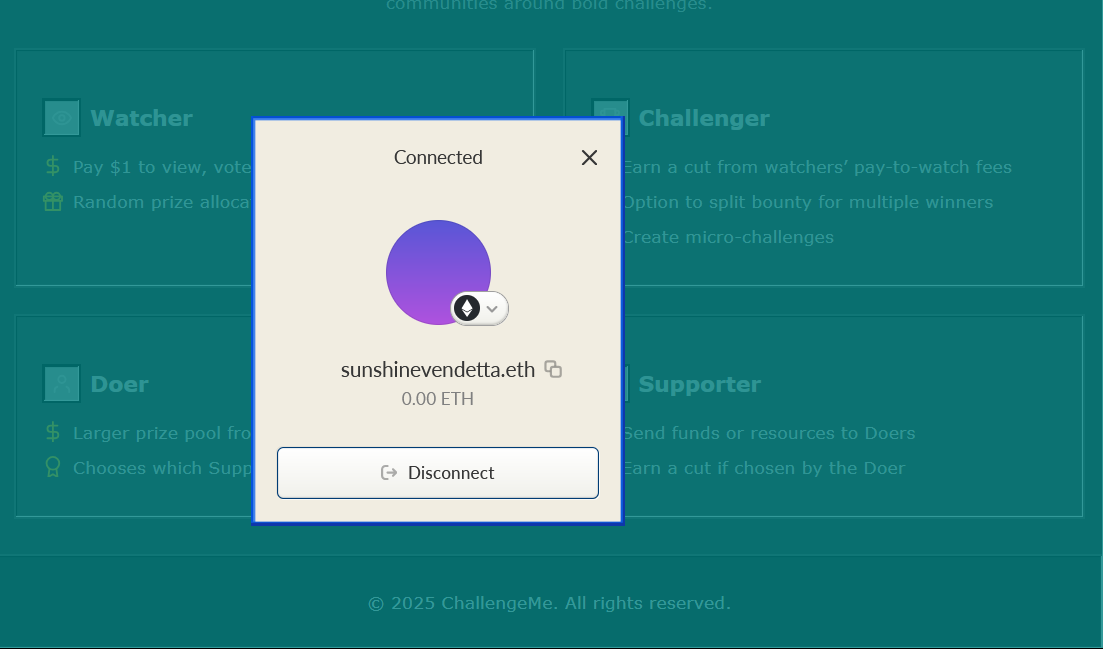 communities around bold challenges.
Watcher
Pay $1 to view, vote
Random prize alloca
Challenger
Earn a cut from watchers’ pay-to-watch fees
Option to split bounty for multiple winners
Create micro-challenges
Connected
sunshinevendetta.eth
0.00 ETH
Disconnect
Doer
Larger prize pool fro
Chooses which Supp
Supporter
Send funds or resources to Doers
Earn a cut if chosen by the Doer
© 2025 ChallengeMe. All rights reserved.